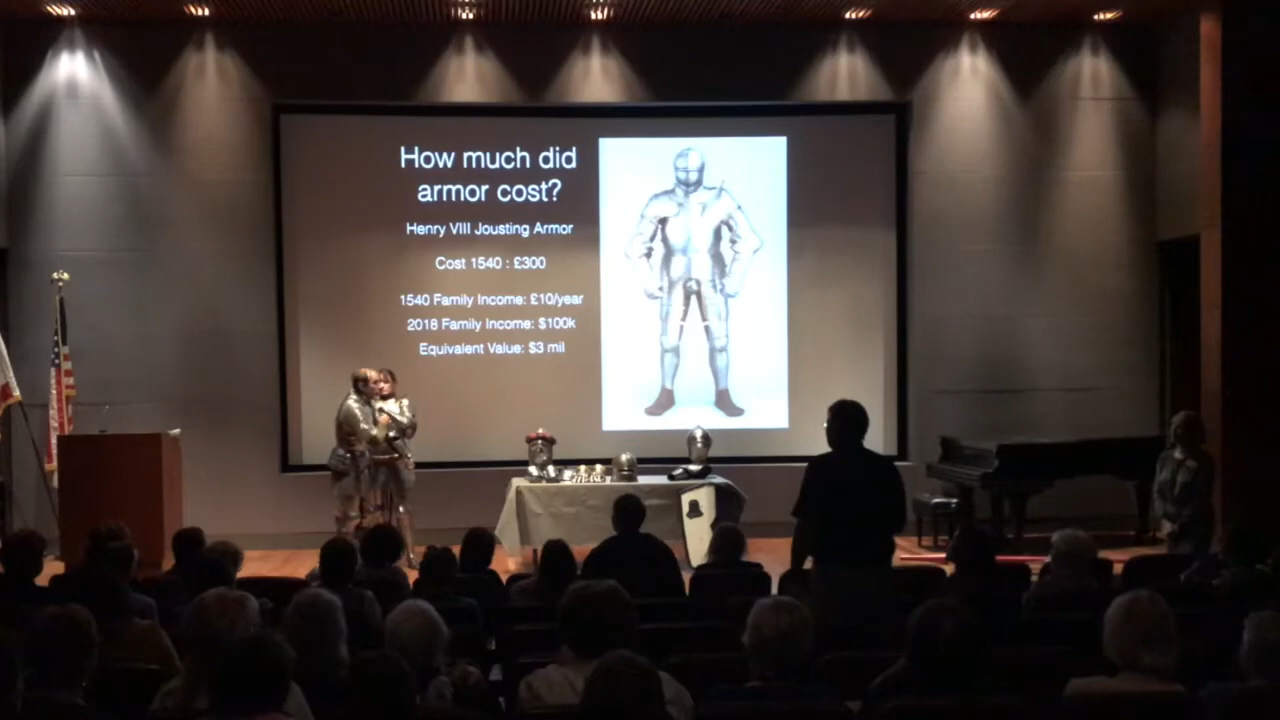 How much did
armor cost?
Henry VIII Jousting Armor
Cost 1540 : £300
1540 Family Income: £10/year
2018 Family Income: $100k
Equivalent Value: $3 mil